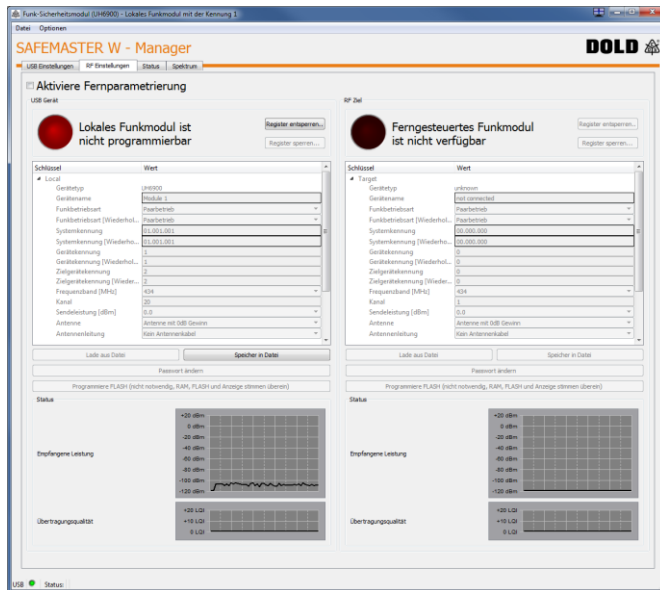 Funk-Sicherheitsmodul (UH6900) - Lokales Funkmodul mit der Kennung 1
Datei Optionen
SAFEMASTER W - Manager
DOLD
USB Einstellungen RF Einstellungen Status Spektrum
Aktiviere Fernparametrierung
USB Gerät
Lokales Funkmodul ist
nicht programmierbar
Register entsperren...
Register sperren...
Schlüssel Wert
Local
Gerätetyp UH6900
Gerätename Module 1
Funkbetriebsart Paarbetrieb
Funkbetriebsart [Wiederhol... Paarbetrieb
Systemkennung 01.001.001
Systemkennung [Wiederho... 01.001.001
Gerätekennung 1
Gerätekennung [Wiederhol... 1
Zielgerätekennung 2
Zielgerätekennung [Wieder... 2
Frequenzband [MHz] 434
Kanal 20
Sendeleistung [dBm] 0.0
Antenne Antenne mit 0dB Gewinn
Antennenleitung Kein Antennenkabel
Lade aus Datei Speicher in Datei
Passwort ändern
Programmiere FLASH (nicht notwendig, RAM, FLASH und Anzeige stimmen überein)
Status
Empfangene Leistung
+20 dBm
0 dBm
-20 dBm
-40 dBm
-60 dBm
-80 dBm
-100 dBm
-120 dBm
Übertragungsqualität
+20 LQI
+10 LQI
0 LQI
RF Ziel
Ferngesteuertes Funkmodul
ist nicht verfügbar
Register entsperren...
Register sperren...
Schlüssel Wert
Target
Gerätetyp unknown
Gerätename not connected
Funkbetriebsart Paarbetrieb
Funkbetriebsart [Wiederhol... Paarbetrieb
Systemkennung 00.000.000
Systemkennung [Wiederho... 00.000.000
Gerätekennung 0
Gerätekennung [Wiederhol... 0
Zielgerätekennung 0
Zielgerätekennung [Wieder... 0
Frequenzband [MHz] 434
Kanal 1
Sendeleistung [dBm] 0.0
Antenne Antenne mit 0dB Gewinn
Antennenleitung Kein Antennenkabel
Lade aus Datei Speicher in Datei
Passwort ändern
Programmiere FLASH (nicht notwendig, RAM, FLASH und Anzeige stimmen überein)
Status
Empfangene Leistung
+20 dBm
0 dBm
-20 dBm
-40 dBm
-60 dBm
-80 dBm
-100 dBm
-120 dBm
Übertragungsqualität
+20 LQI
+10 LQI
0 LQI
USB Status: